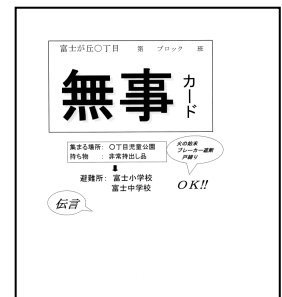 富士が丘〇丁目　第　ブロック　班
無事カード
集まる場所: 〇丁目児童公園
持ち物　: 非常持出し品
火の始末
ブレーカー遮断
戸締り
避難所: 富士小学校
富士中学校
OK!!
伝言